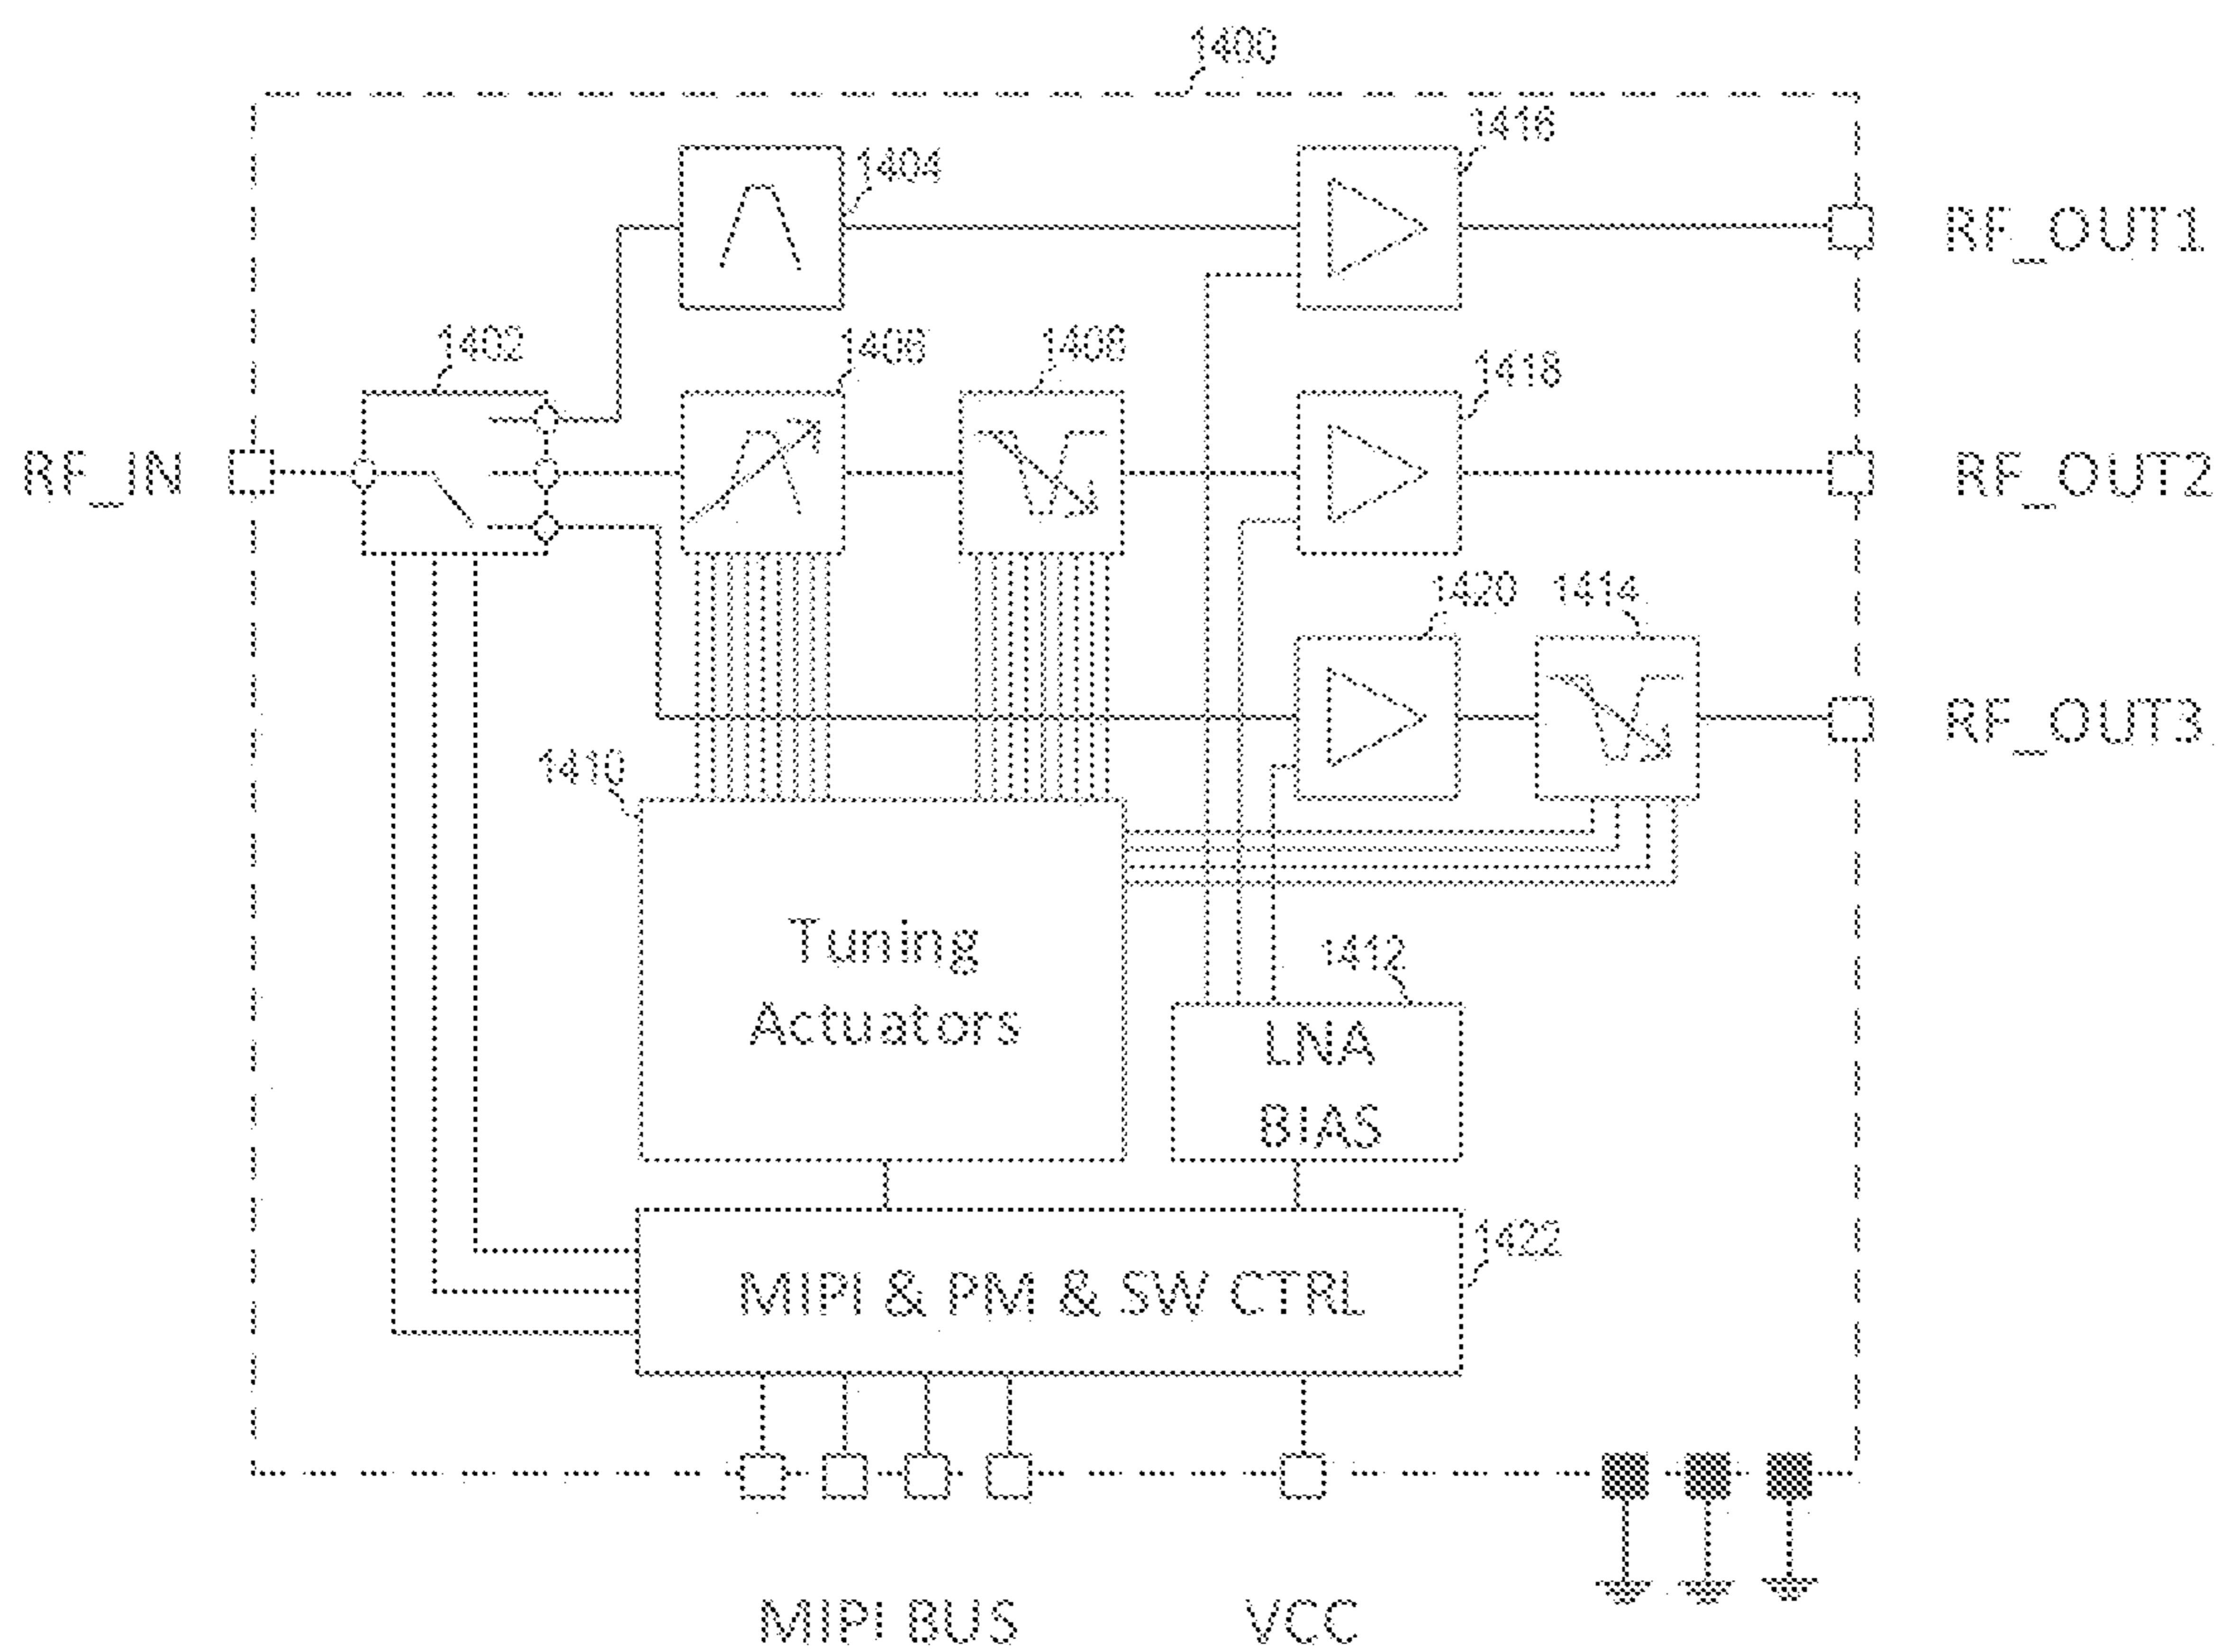 1400
1416
1404
RF_OUT1
1402
1406
1408
1418
RF_IN
RF_OUT2
1420
1414
RF_OUT3
1410
Tuning
Actuators
1412
LNA
BIAS
1422
MIPI & PM & SW CTRL
MIPI BUS
VCC